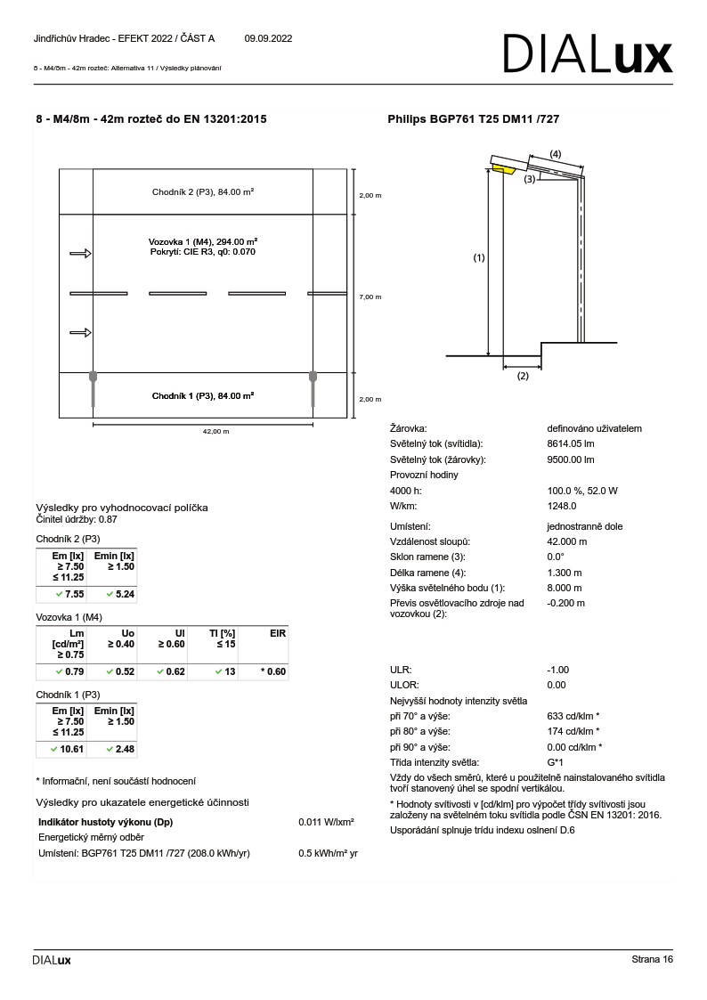 Jindřichův Hradec - EFEKT 2022 / ČÁST A 09.09.2022
DIALux
8 - M4/8m - 42m rozteč: Alternativa 11 / Výsledky plánování
8 - M4/8m - 42m rozteč do EN 13201:2015
Chodník 2 (P3), 84.00 m²
2,00 m
Vozovka 1 (M4), 294.00 m²
Pokrytí: CIE R3, q0: 0.070
7,00 m
Chodník 1 (P3), 84.00 m²
2,00 m
42,00 m
Výsledky pro vyhodnocovací políčka
Činitel údržby: 0.87
Chodník 2 (P3)
Em [lx] Emin [lx]
≥ 7.50 ≥ 1.50
≤ 11.25
7.55 5.24
Vozovka 1 (M4)
Lm Uo Ul TI [%] EIR
[cd/m²] ≥ 0.40 ≥ 0.60 ≤ 15
≥ 0.75
0.79 0.52 0.62 13 * 0.60
Chodník 1 (P3)
Em [lx] Emin [lx]
≥ 7.50 ≥ 1.50
≤ 11.25
10.61 2.48
* Informační, není součástí hodnocení
Výsledky pro ukazatele energetické účinnosti
Indikátor hustoty výkonu (Dp) 0.011 W/lxm²
Energetický měrný odběr
Umístení: BGP761 T25 DM11 /727 (208.0 kWh/yr) 0.5 kWh/m² yr
Philips BGP761 T25 DM11 /727
(4)
(3)
(1)
(2)
Žárovka: definováno uživatelem
Světelný tok (svítidla): 8614.05 lm
Světelný tok (žárovky): 9500.00 lm
Provozní hodiny
4000 h: 100.0 %, 52.0 W
W/km: 1248.0
Umístení: jednostranně dole
Vzdálenost sloupů: 42.000 m
Sklon ramene (3): 0.0°
Délka ramene (4): 1.300 m
Výška světelného bodu (1): 8.000 m
Převis osvětlovacího zdroje nad -0.200 m
vozovkou (2):
ULR: -1.00
ULOR: 0.00
Nejvyšší hodnoty intenzity světla
při 70° a výše: 633 cd/klm *
při 80° a výše: 174 cd/klm *
při 90° a výše: 0.00 cd/klm *
Třída intenzity světla: G*1
Vždy do všech směrů, které u použitelně nainstalovaného svítidla
tvoří stanovený úhel se spodní vertikálou.
* Hodnoty svítivosti v [cd/klm] pro výpočet třídy svítivosti jsou
založeny na světelném toku svítidla podle ČSN EN 13201: 2016.
Usporádání splnuje trídu indexu oslnení D.6
DIALux
Strana 16